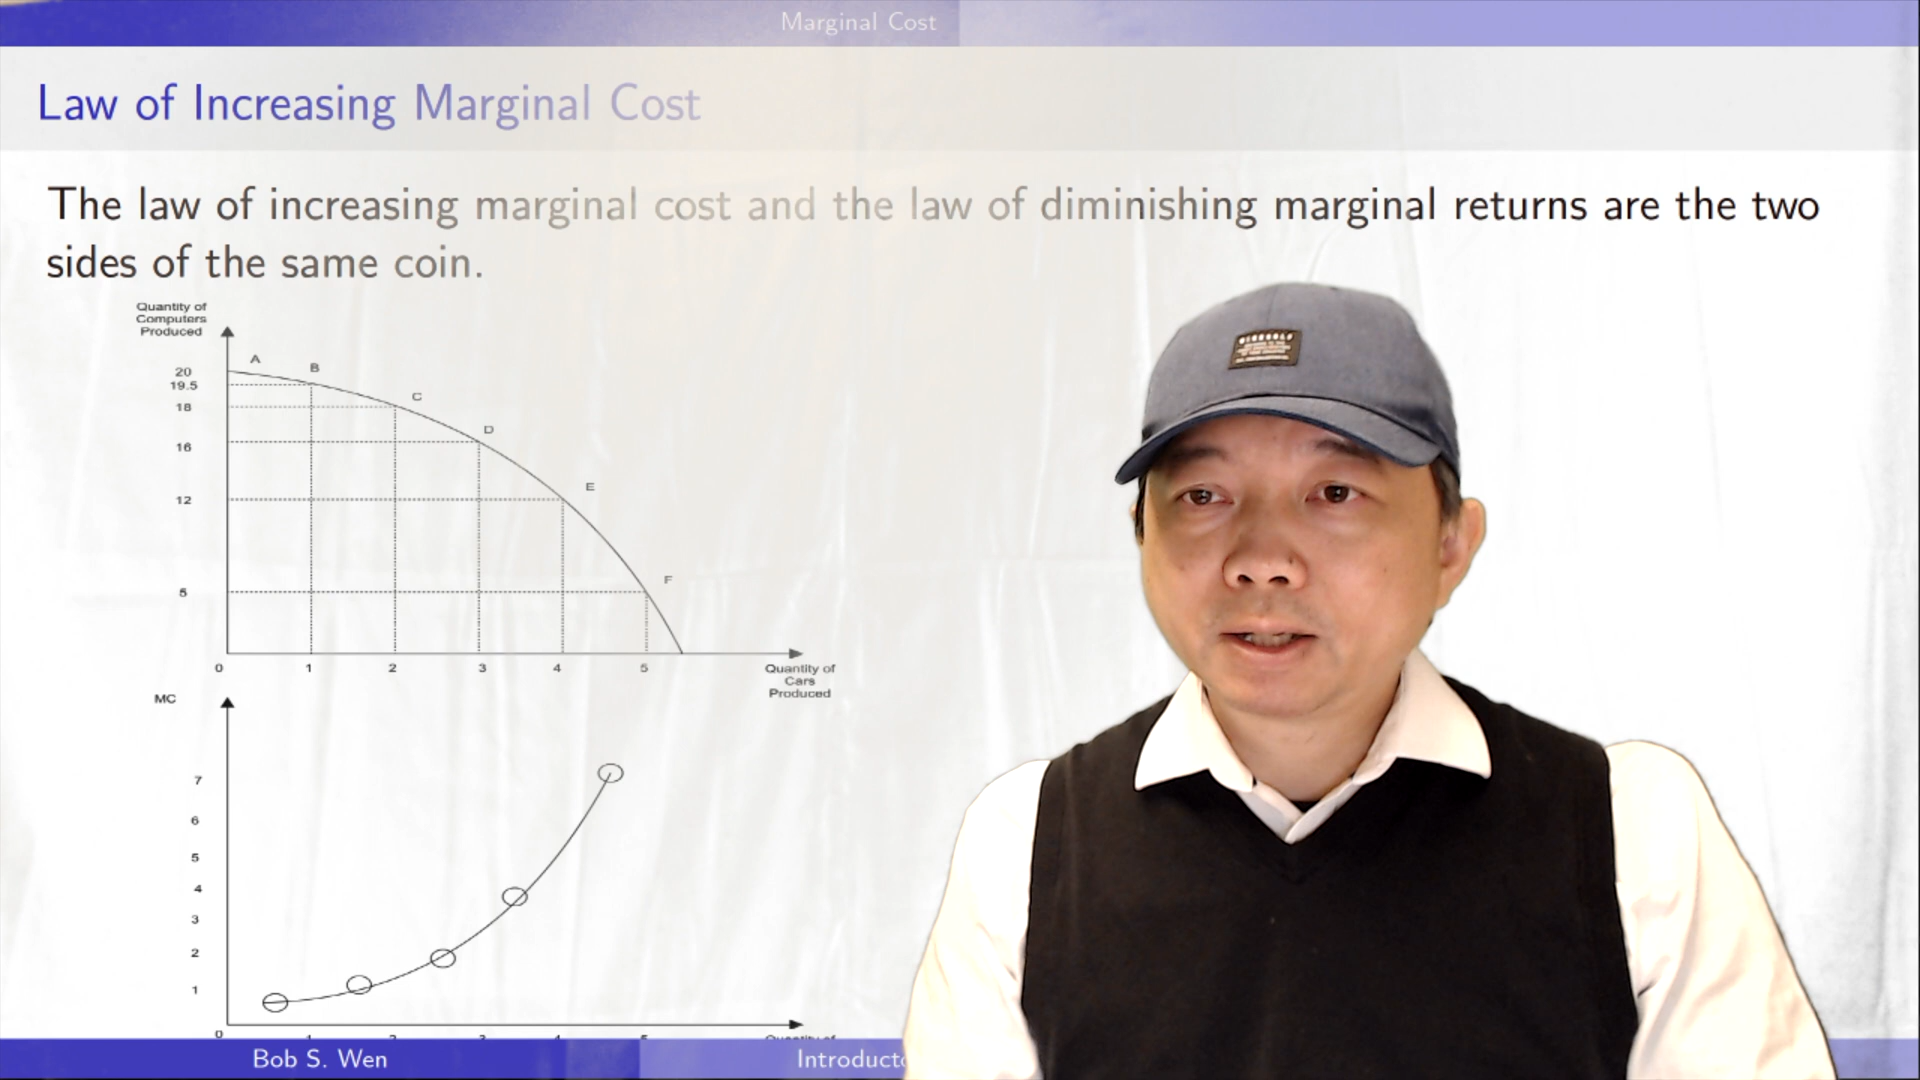 Marginal Cost
Law of Increasing Marginal Cost
The law of increasing marginal cost and the law of diminishing marginal returns are the two
sides of the same coin.
Quantity of
Computers
Produced
A
B
C
D
E
F
20
19.5
18
16
12
5
0 1 2 3 4 5
Quantity of
Cars
Produced
MC
7
6
5
4
3
2
1
0
Bob S. Wen